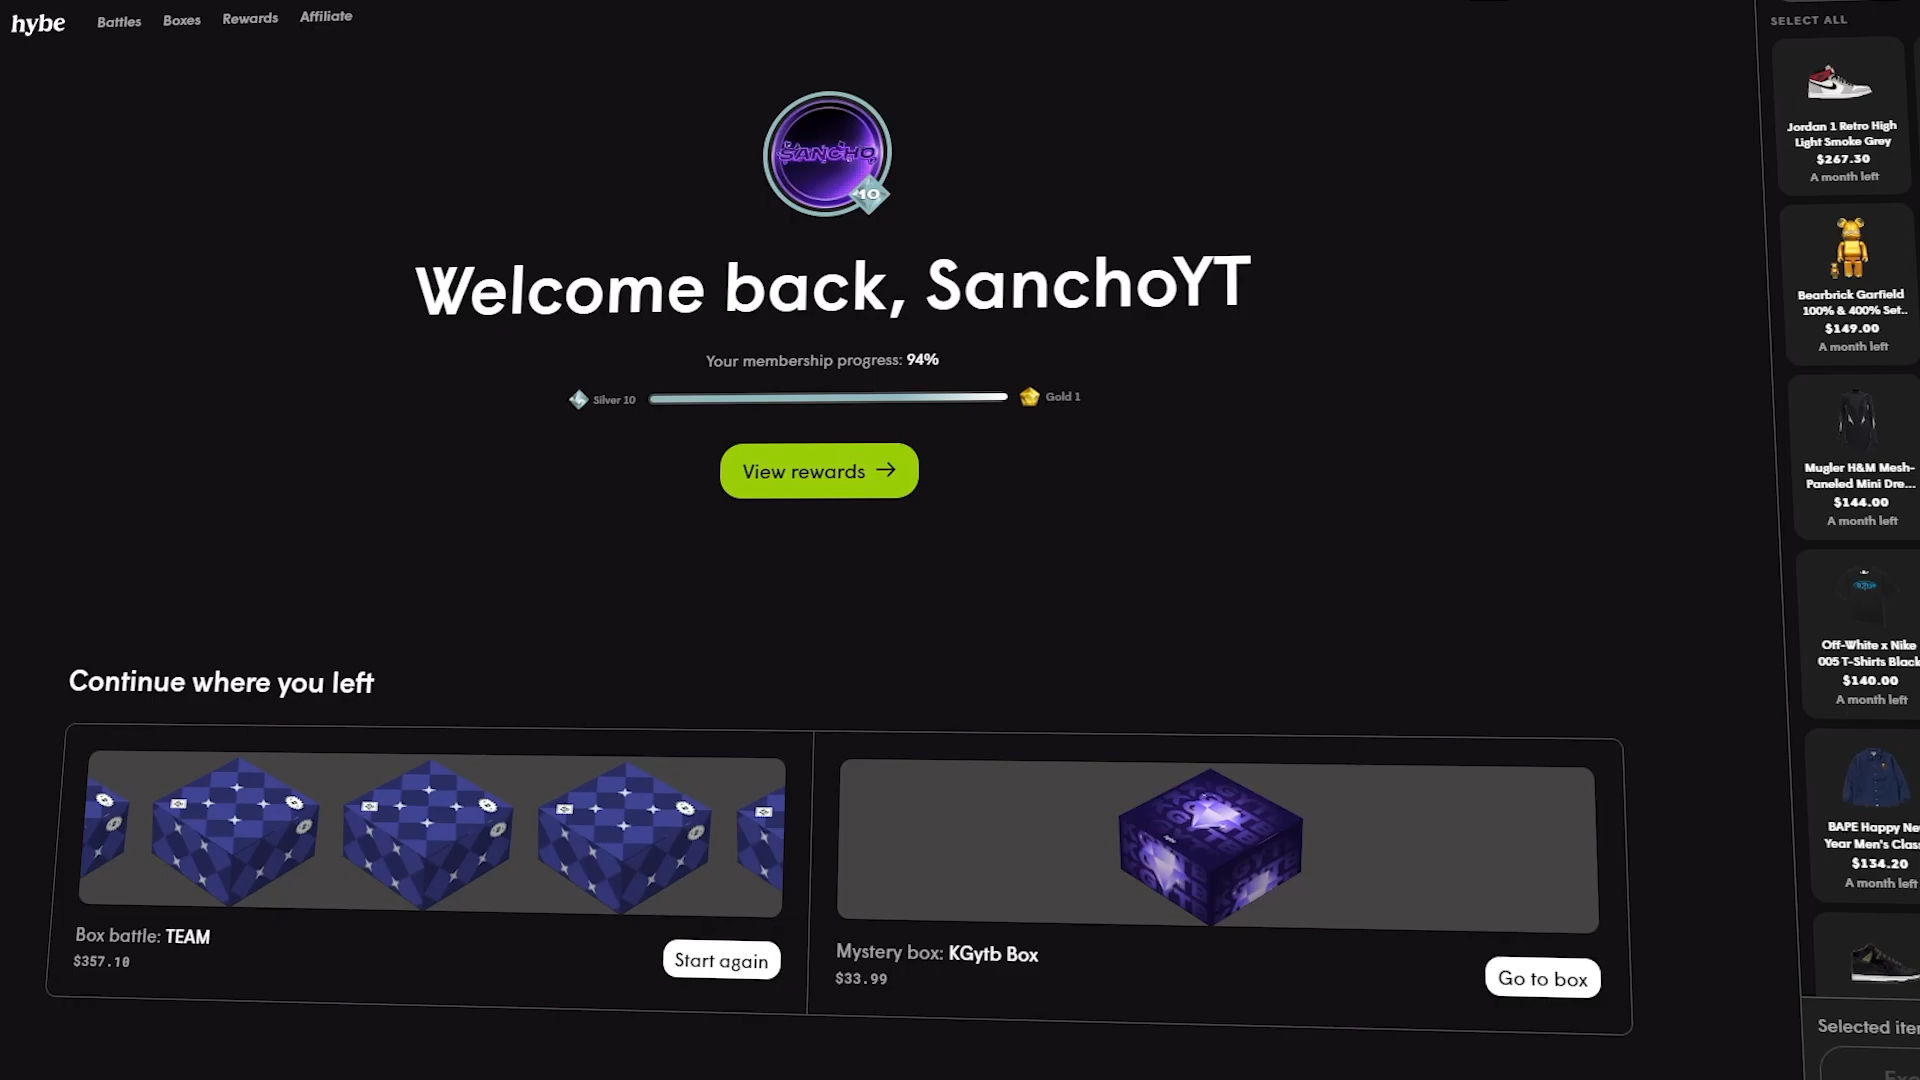 hybe
Battles
Boxes
Rewards
Affiliate
SANCHO
10
Welcome back, SanchoYT
Your membership progress: 94%
Silver 10
Gold 1
View rewards →
Continue where you left
Box battle: TEAM
$357.10
Start again
Mystery box: KGytb Box
$33.99
Go to box
SELECT ALL
Jordan 1 Retro High
Light Smoke Grey
$267.30
A month left
Bearbrick Garfield
100% & 400% Set..
$149.00
A month left
Mugler H&M Mesh-
Paneled Mini Dre...
$144.00
A month left
Off-White x Nike
005 T-Shirts Black
$140.00
A month left
BAPE Happy Ne
Year Men's Class
$134.20
A month left
Selected iter